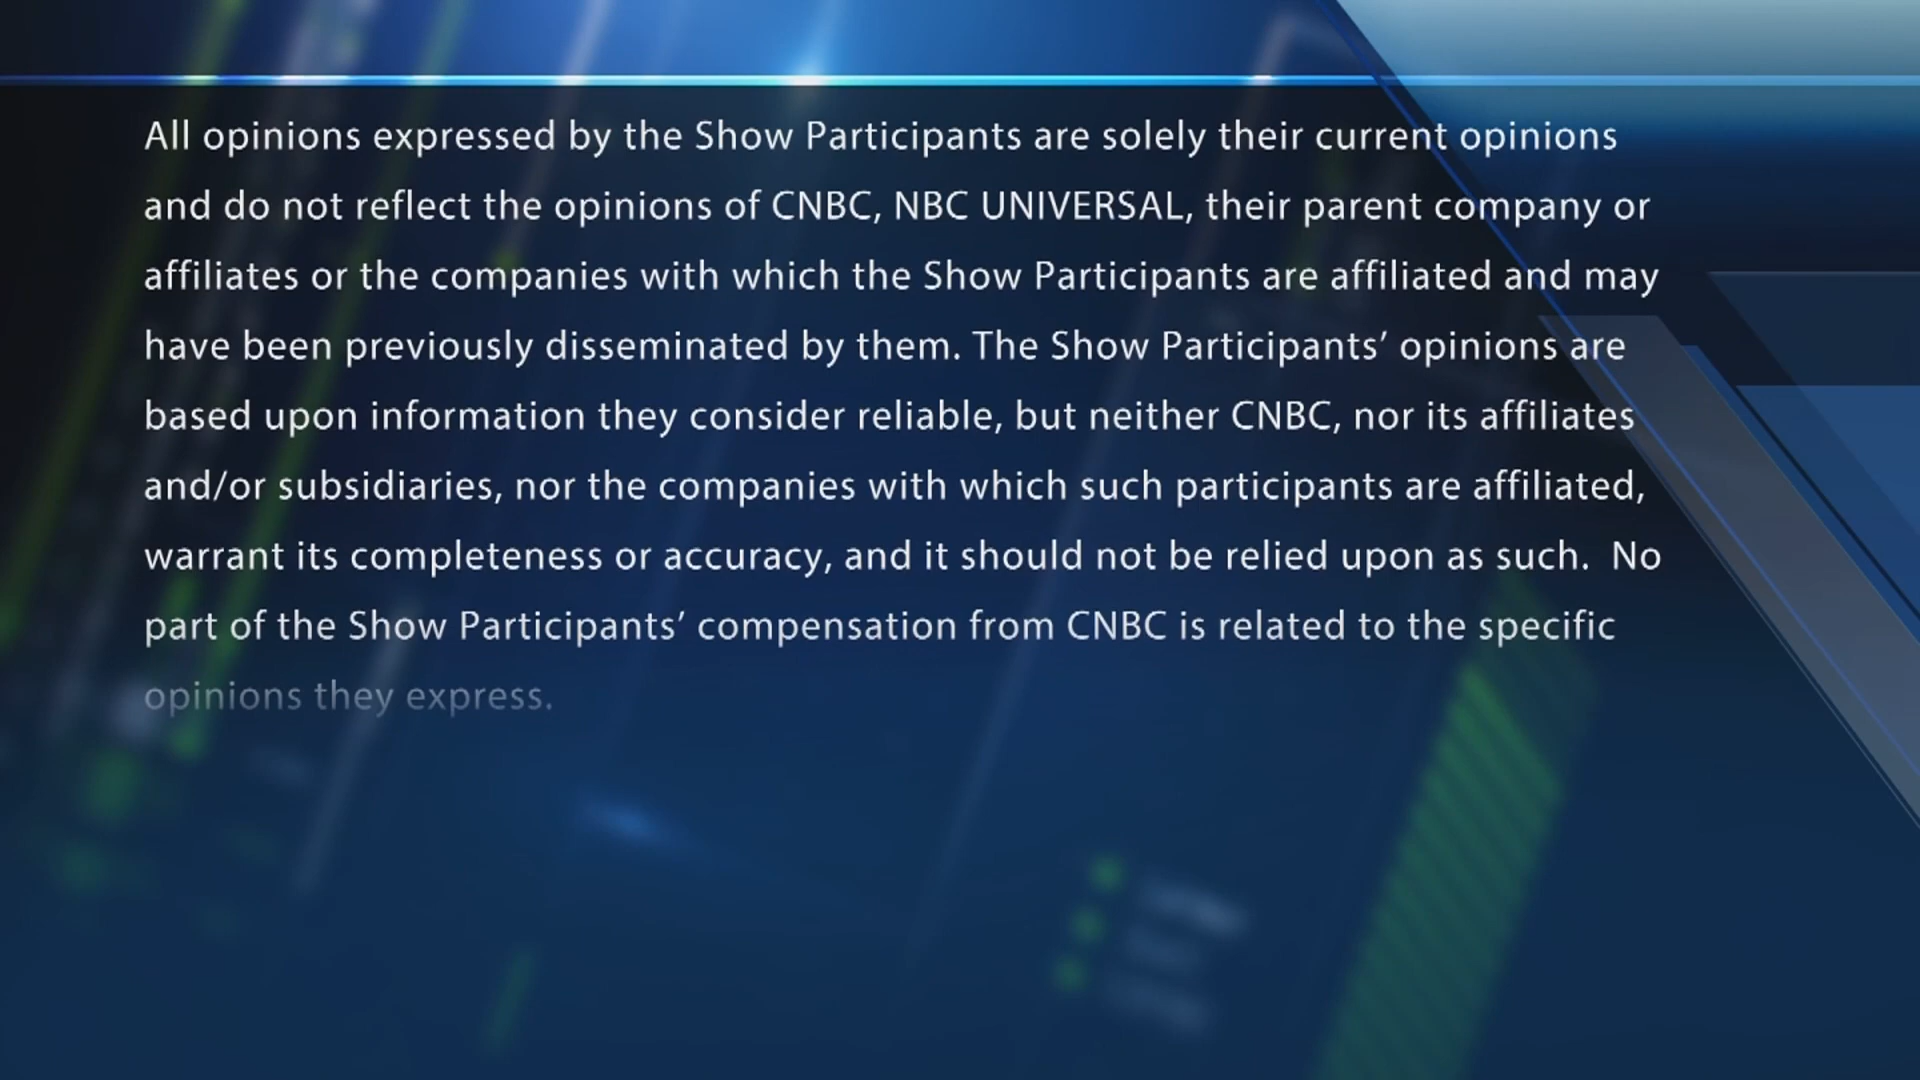 All opinions expressed by the Show Participants are solely their current opinions
and do not reflect the opinions of CNBC, NBC UNIVERSAL, their parent company or
affiliates or the companies with which the Show Participants are affiliated and may
have been previously disseminated by them. The Show Participants’ opinions are
based upon information they consider reliable, but neither CNBC, nor its affiliates
and/or subsidiaries, nor the companies with which such participants are affiliated,
warrant its completeness or accuracy, and it should not be relied upon as such.  No
part of the Show Participants’ compensation from CNBC is related to the specific
opinions they express.